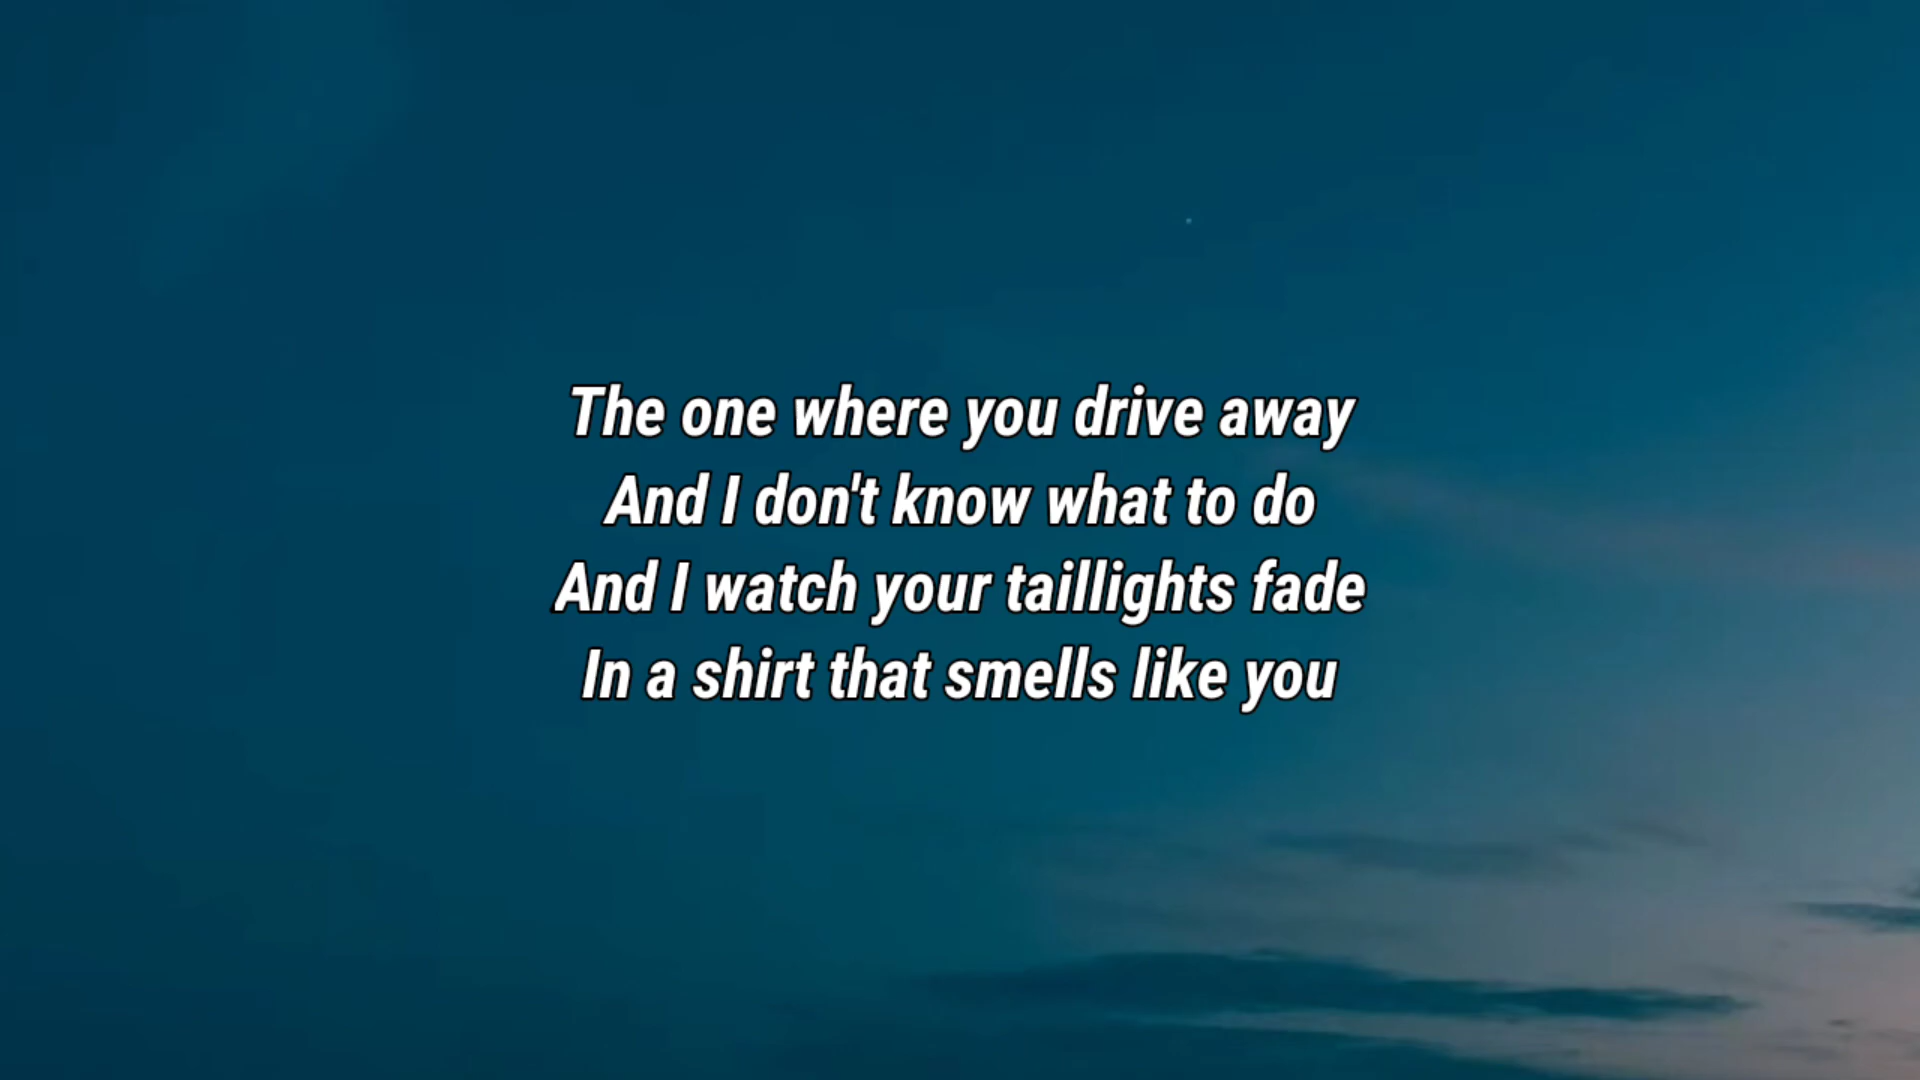 The one where you drive away
And I don't know what to do
And I watch your taillights fade
In a shirt that smells like you